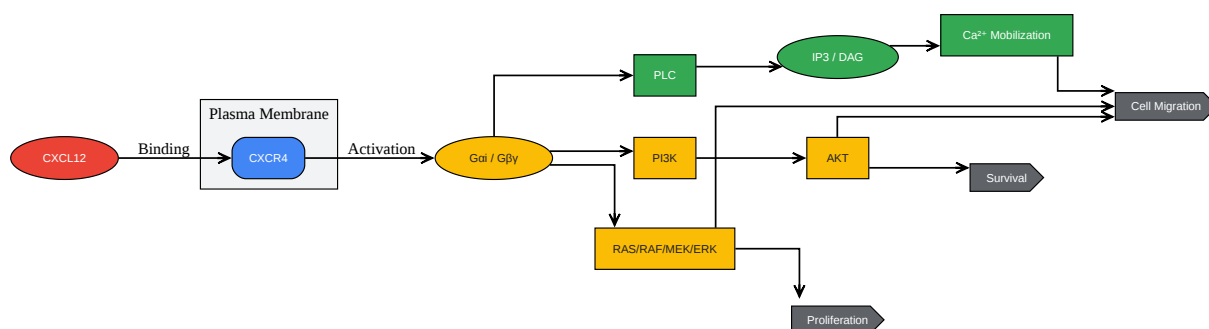 Ca²⁺ Mobilization
IP3 / DAG
PLC
Cell Migration
Plasma Membrane
CXCL12
Binding
CXCR4
Activation
Gαi / Gβγ
PI3K
AKT
Survival
RAS/RAF/MEK/ERK
Proliferation